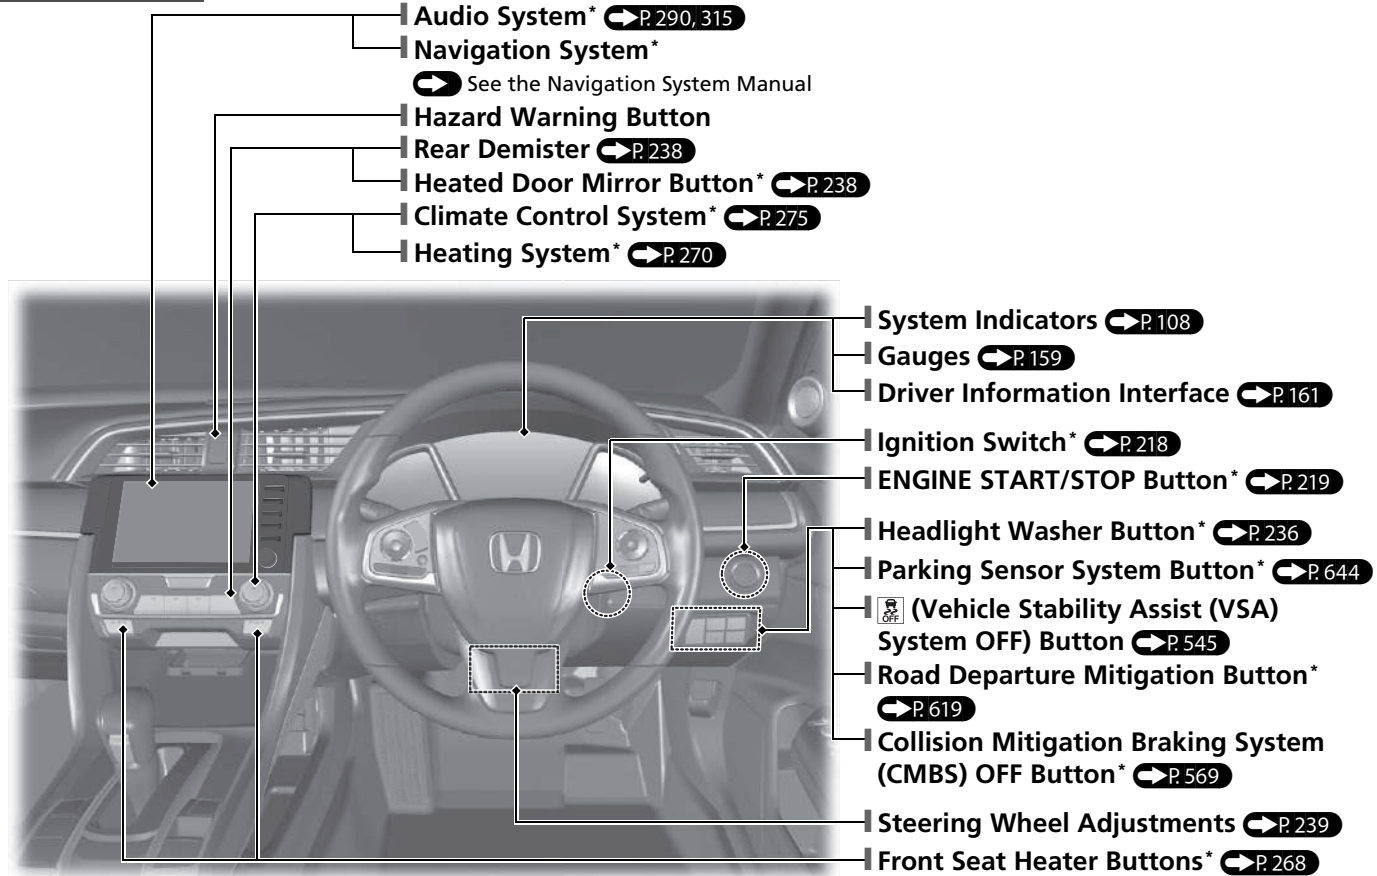 Audio System* P. 290, 315
Navigation System*
See the Navigation System Manual
Hazard Warning Button
Rear Demister P. 238
Heated Door Mirror Button* P. 238
Climate Control System* P. 275
Heating System* P. 270
System Indicators P. 108
Gauges P. 159
Driver Information Interface P. 161
Ignition Switch* P. 218
ENGINE START/STOP Button* P. 219
Headlight Washer Button* P. 236
Parking Sensor System Button* P. 644
OFF (Vehicle Stability Assist (VSA)
System OFF) Button P. 545
Road Departure Mitigation Button*
P. 619
Collision Mitigation Braking System
(CMBS) OFF Button* P. 569
Steering Wheel Adjustments P. 239
Front Seat Heater Buttons* P. 268